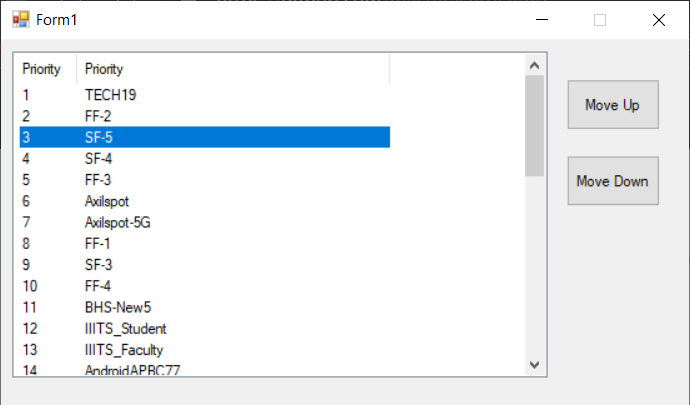 Form1
Priority Priority
1 TECH19
2 FF-2
3 SF-5
4 SF-4
5 FF-3
6 Axilspot
7 Axilspot-5G
8 FF-1
9 SF-3
10 FF-4
11 BHS-New5
12 IIITS_Student
13 IIITS_Faculty
14 AndroidAPBC77
Move Up
Move Down